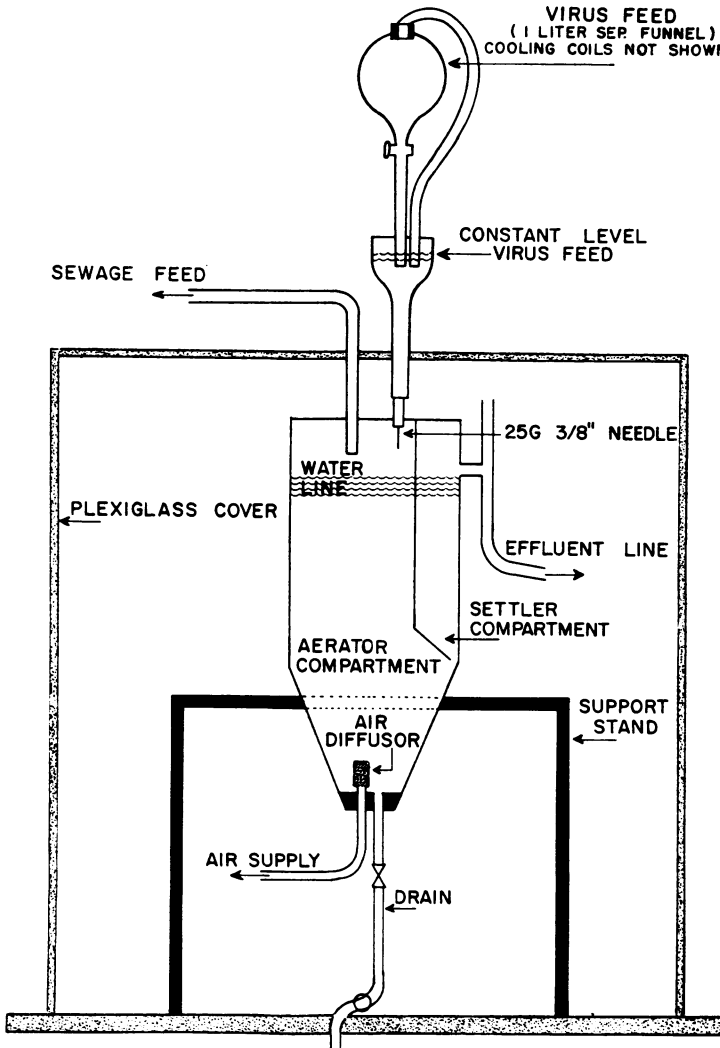 VIRUS FEED
( 1 LITER SEP. FUNNEL)
COOLING COILS NOT SHOWN
CONSTANT LEVEL
VIRUS FEED
SEWAGE FEED
25G 3/8" NEEDLE
WATER
LINE
PLEXIGLASS COVER
EFFLUENT LINE
SETTLER
COMPARTMENT
AERATOR
COMPARTMENT
SUPPORT
STAND
AIR
DIFFUSOR
AIR SUPPLY
DRAIN